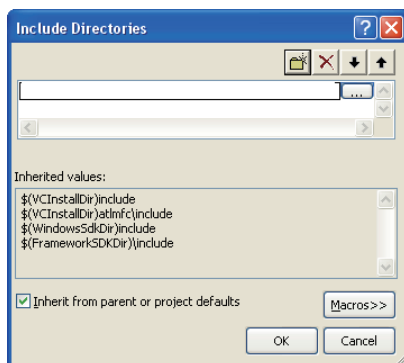 Include Directories
...
Inherited values:
$(VCInstallDir)include
$(VCInstallDir)atlmfc\include
$(WindowsSdkDir)include
$(FrameworkSDKDir)\include
Inherit from parent or project defaults
Macros>>
OK
Cancel